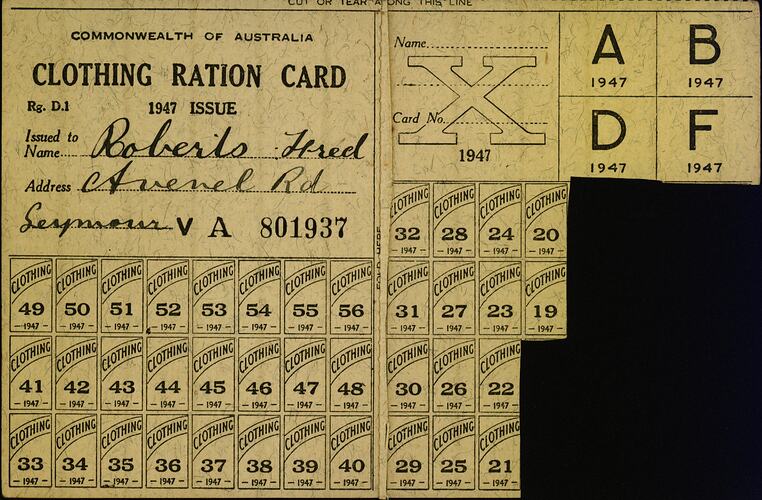 CUT OR TEAR ALONG THIS LINE
COMMONWEALTH OF AUSTRALIA
CLOTHING RATION CARD
Rg. D.1 1947 ISSUE
Issued to
Name Roberts Fred
Address Avenel Rd
Seymour V A 801937
CLOTHING CLOTHING CLOTHING CLOTHING CLOTHING CLOTHING CLOTHING CLOTHING
49 50 51 52 53 54 55 56
—1947— —1947— —1947— —1947— —1947— —1947— —1947— —1947—
CLOTHING CLOTHING CLOTHING CLOTHING CLOTHING CLOTHING CLOTHING CLOTHING
41 42 43 44 45 46 47 48
—1947— —1947— —1947— —1947— —1947— —1947— —1947— —1947—
CLOTHING CLOTHING CLOTHING CLOTHING CLOTHING CLOTHING CLOTHING CLOTHING
33 34 35 36 37 38 39 40
—1947— —1947— —1947— —1947— —1947— —1947— —1947— —1947—
Name
X
Card No.
1947
A B
1947 1947
D F
1947 1947
CLOTHING CLOTHING CLOTHING CLOTHING
32 28 24 20
—1947— —1947— —1947— —1947—
CLOTHING CLOTHING CLOTHING CLOTHING
31 27 23 19
—1947— —1947— —1947— —1947—
CLOTHING CLOTHING CLOTHING
30 26 22
—1947— —1947— —1947—
CLOTHING CLOTHING CLOTHING
29 25 21
—1947— —1947— —1947—